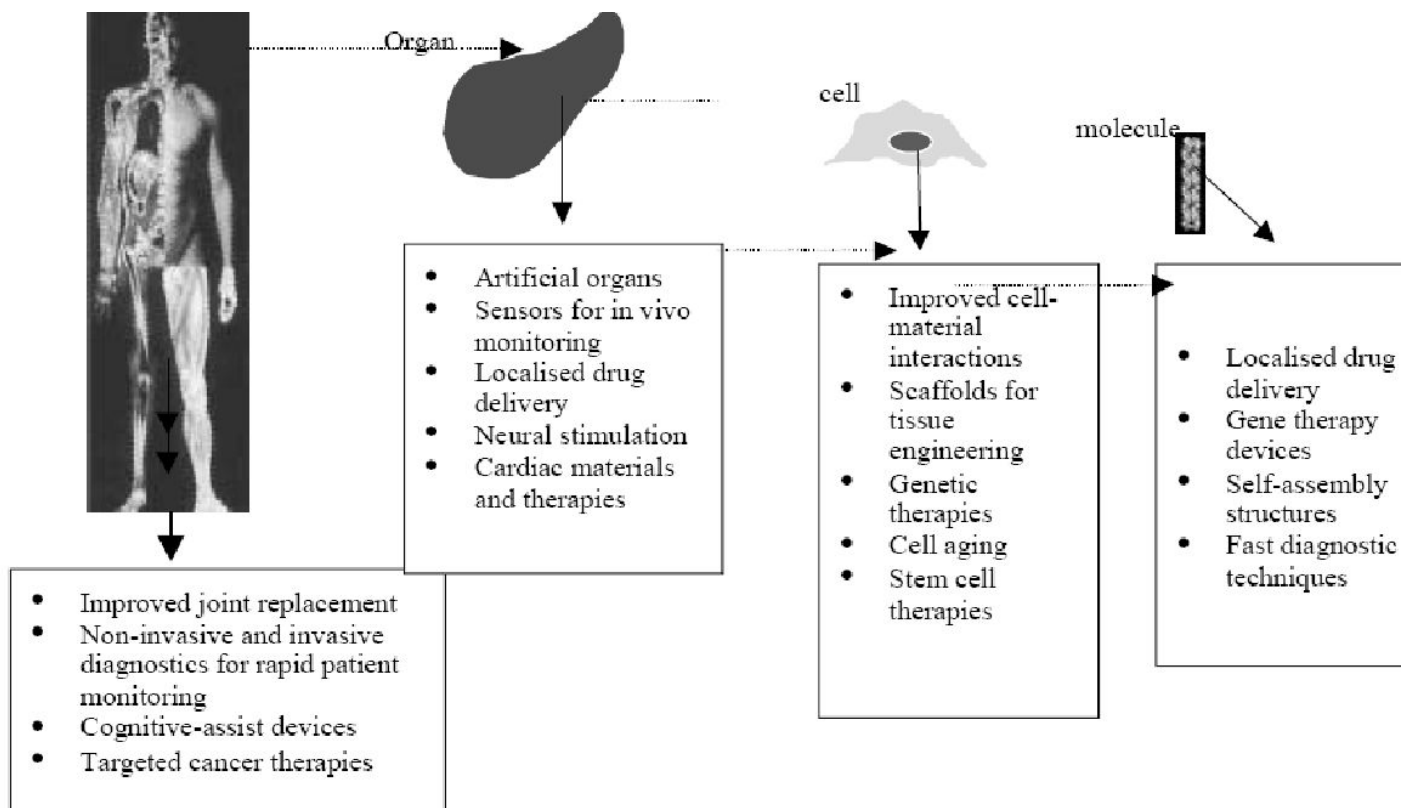 Organ
cell
molecule
• Artificial organs
• Sensors for in vivo
monitoring
• Localised drug
delivery
• Neural stimulation
• Cardiac materials
and therapies
• Improved cell-
material
interactions
• Scaffolds for
tissue
engineering
• Genetic
therapies
• Cell aging
• Stem cell
therapies
• Localised drug
delivery
• Gene therapy
devices
• Self-assembly
structures
• Fast diagnostic
techniques
• Improved joint replacement
• Non-invasive and invasive
diagnostics for rapid patient
monitoring
• Cognitive-assist devices
• Targeted cancer therapies